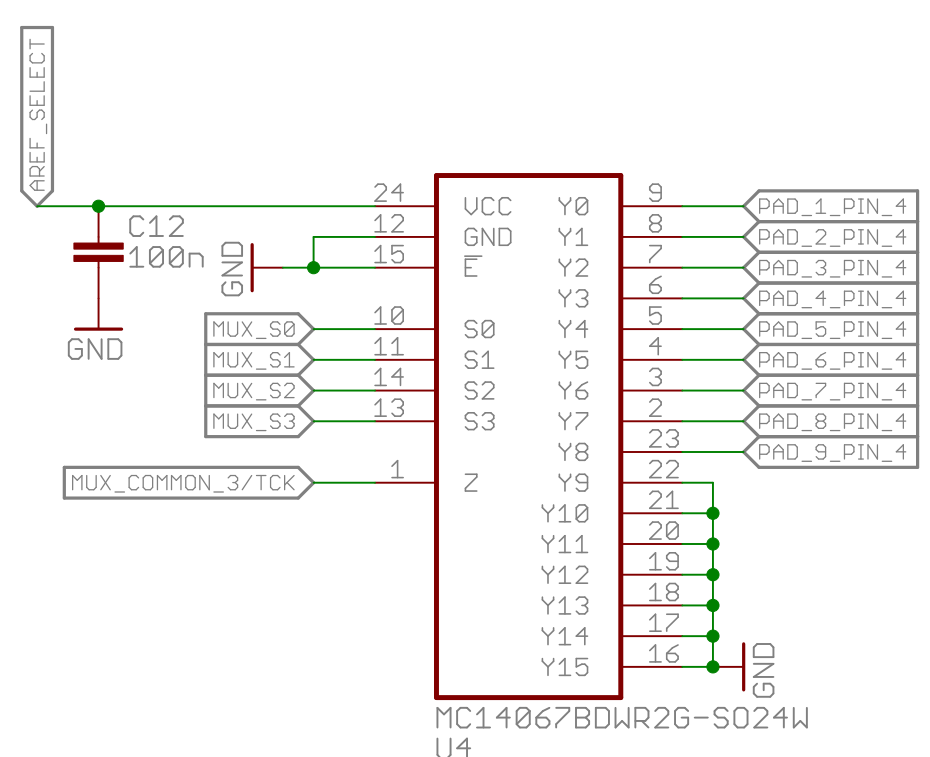 AREF_SELECT
C12
100n
GND
GND
24
12
15
10
11
14
13
1
MUX_S0
MUX_S1
MUX_S2
MUX_S3
MUX_COMMON_3/TCK
VCC
GND
E
S0
S1
S2
S3
Z
Y0
Y1
Y2
Y3
Y4
Y5
Y6
Y7
Y8
Y9
Y10
Y11
Y12
Y13
Y14
Y15
9
8
7
6
5
4
3
2
23
22
21
20
19
18
17
16
PAD_1_PIN_4
PAD_2_PIN_4
PAD_3_PIN_4
PAD_4_PIN_4
PAD_5_PIN_4
PAD_6_PIN_4
PAD_7_PIN_4
PAD_8_PIN_4
PAD_9_PIN_4
GND
MC14067BDWR2G-SO24W
U4